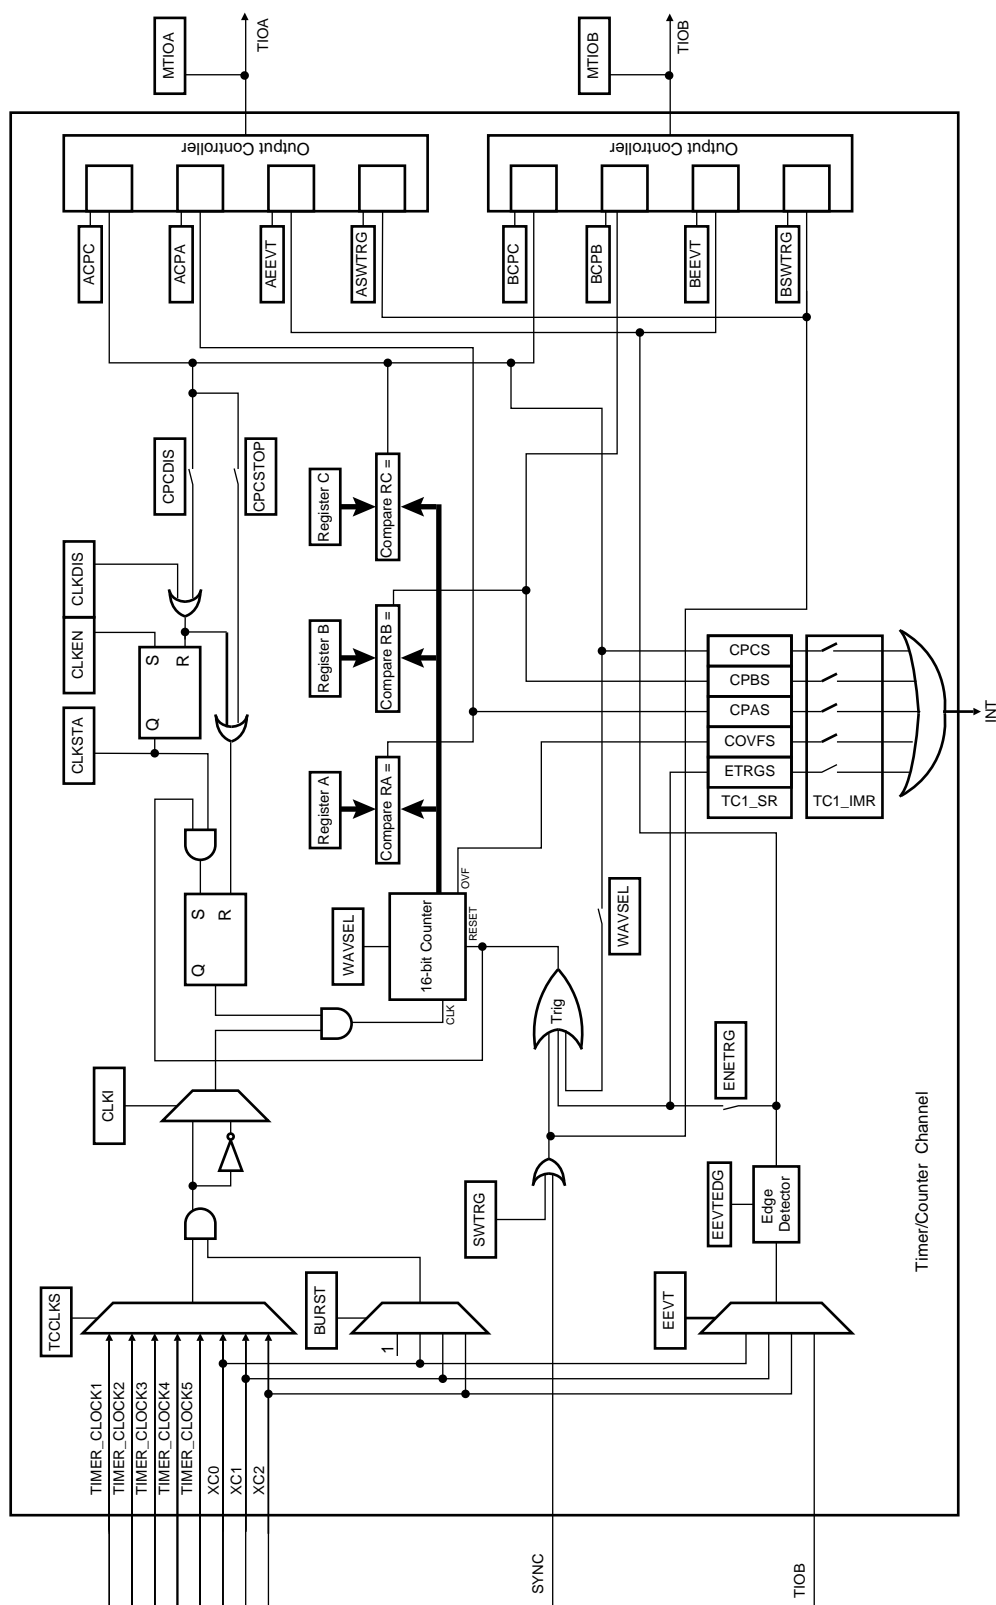 TCCLKS
TIMER_CLOCK1
TIMER_CLOCK2
TIMER_CLOCK3
TIMER_CLOCK4
TIMER_CLOCK5
XC0
XC1
XC2
CLKI
CLKSTA
CLKEN
CLKDIS
Q
S
R
Q
S
R
CPCDIS
CPCSTOP
ACPC
ACPA
AEEVT
ASWTRG
Output Controller
MTIOA
TIOA
BURST
1
WAVSEL
16-bit Counter
CLK
RESET
OVF
Register A
Register B
Register C
Compare RA =
Compare RB =
Compare RC =
SWTRG
SYNC
Trig
WAVSEL
BCPC
BCPB
BEEVT
BSWTRG
Output Controller
MTIOB
TIOB
EEVT
TIOB
EEVTEDG
Edge
Detector
ENETRG
CPCS
CPBS
CPAS
COVFS
ETRGS
TC1_SR
TC1_IMR
INT
Timer/Counter Channel